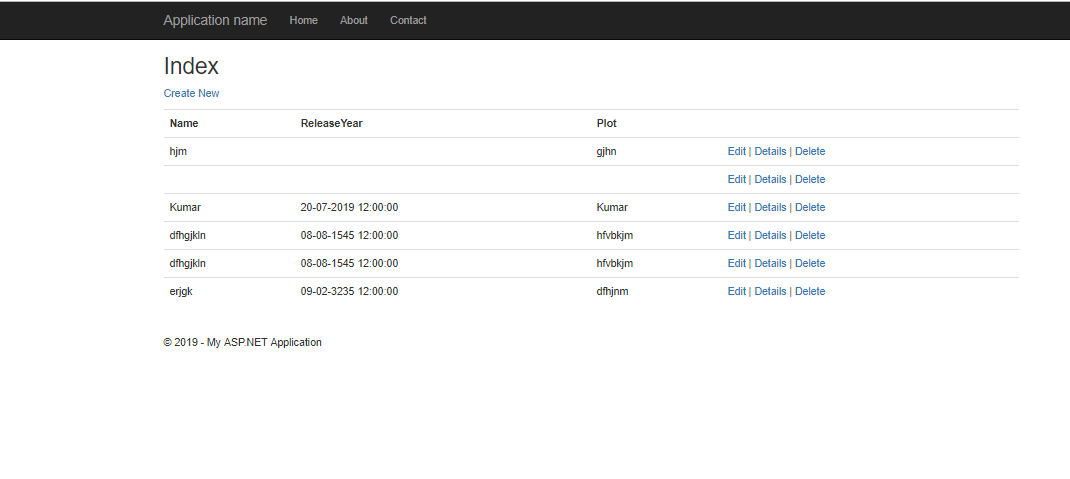 Application name Home About Contact
Index
Create New
Name ReleaseYear Plot
hjm gjhn Edit | Details | Delete
Edit | Details | Delete
Kumar 20-07-2019 12:00:00 Kumar Edit | Details | Delete
dfhgjkln 08-08-1545 12:00:00 hfvbkjm Edit | Details | Delete
dfhgjkln 08-08-1545 12:00:00 hfvbkjm Edit | Details | Delete
erjgk 09-02-3235 12:00:00 dfhjnm Edit | Details | Delete
© 2019 - My ASP.NET Application